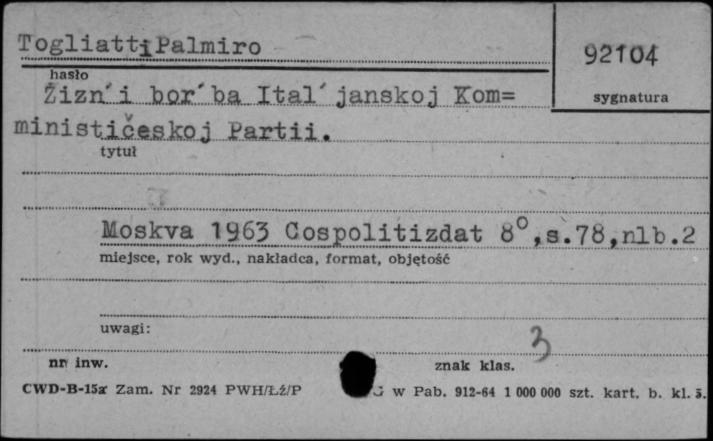 Togliatti Palmiro
92104
hasło
sygnatura
Žizn' i bor'ba Ital'janskoj Kom=
minističeskoj Partii.
tytuł
Moskva 1963 Gospolitizdat 8°,s.78,nlb.2
miejsce, rok wyd., nakładca, format, objętość
uwagi:
3
nr inw.
znak klas.
CWD-B-15a Zam. Nr 2924 PWH/Łź/P G w Pab. 912-64 1 000 000 szt. kart. b. kl. 5.